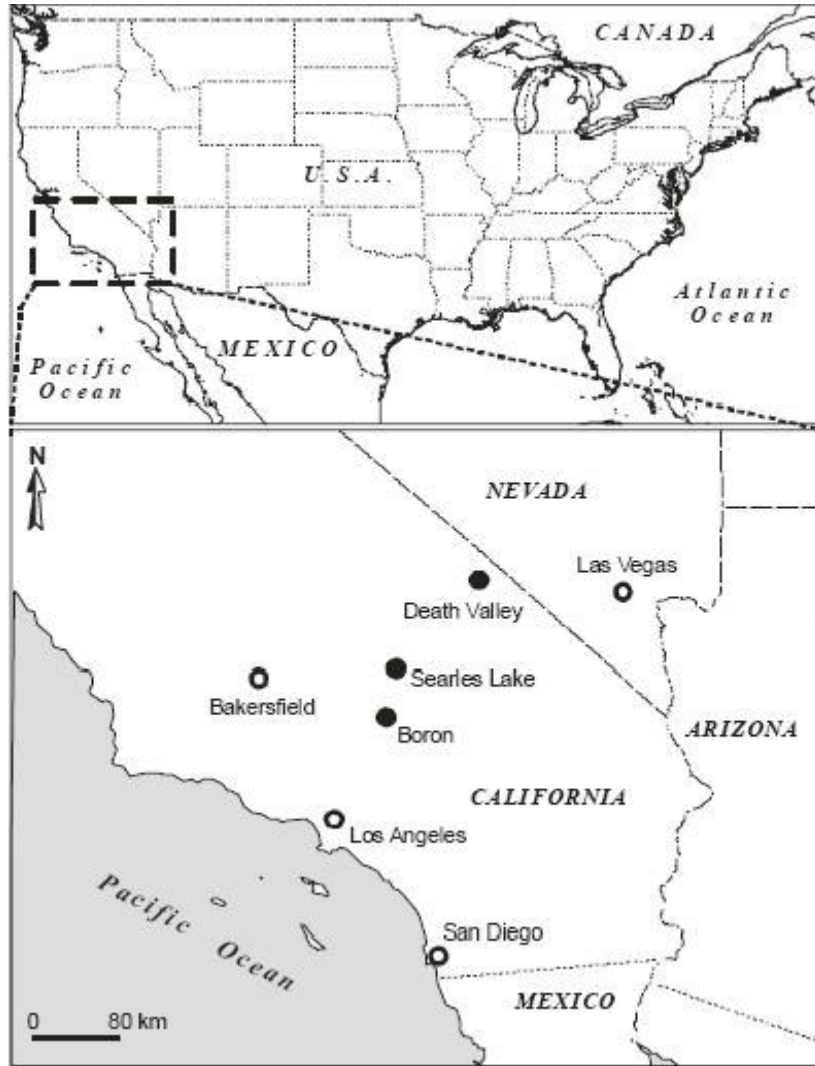 CANADA
U.S.A.
Atlantic
Ocean
MEXICO
Pacific
Ocean
N
NEVADA
Las Vegas
Death Valley
Searles Lake
Bakersfield
Boron
ARIZONA
CALIFORNIA
Los Angeles
Pacific Ocean
San Diego
MEXICO
0 80 km